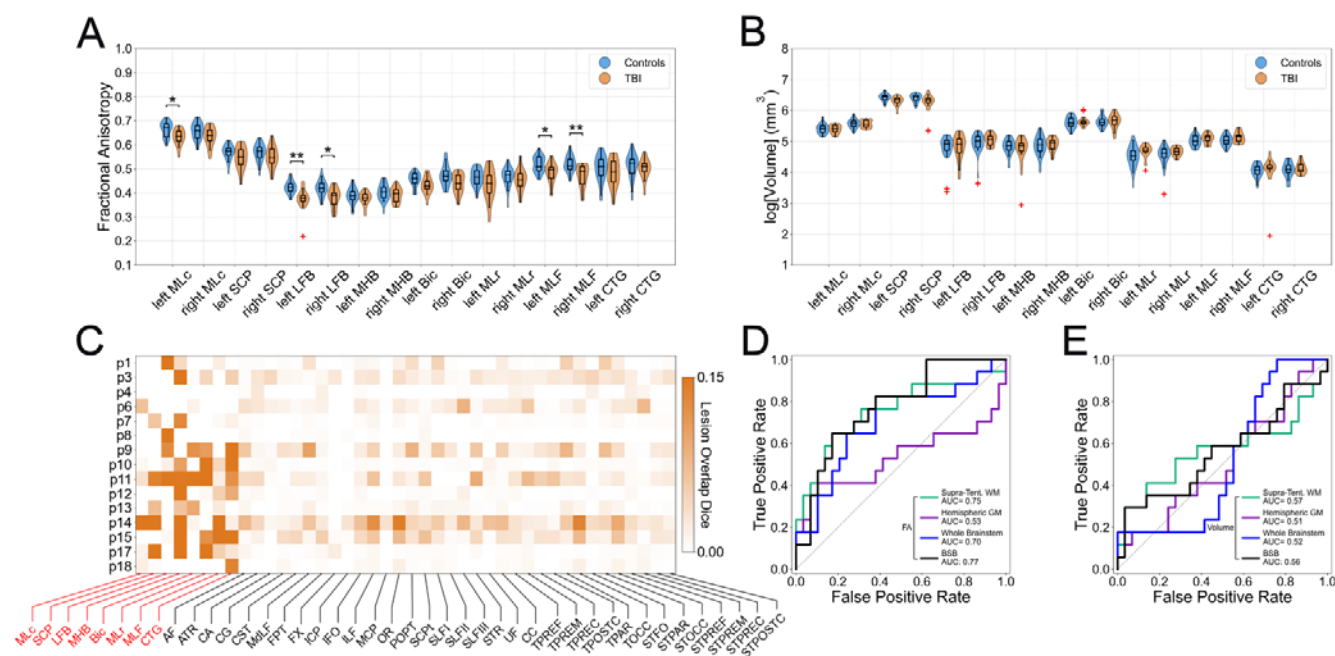 A
Fractional Anisotropy
1.0
0.9
0.8
0.7
0.6
0.5
0.4
0.3
0.2
0.1
Controls
TBI
*
**
*
*
**
left MLc
right MLc
left SCP
right SCP
left LFB
right LFB
left MHB
right MHB
left Bic
right Bic
left MLr
right MLr
left MLF
right MLF
left CTG
right CTG
B
log[Volume] (mm³)
8
7
6
5
4
3
2
1
Controls
TBI
left MLc
right MLc
left SCP
right SCP
left LFB
right LFB
left MHB
right MHB
left Bic
right Bic
left MLr
right MLr
left MLF
right MLF
left CTG
right CTG
C
p1
p3
p4
p6
p7
p8
p9
p10
p11
p12
p13
p14
p15
p17
p18
0.15
Lesion Overlap Dice
0.00
MLc
SCP
LFB
MHB
Bic
MLr
MLF
CTG
AF
ATR
CA
CG
CST
MdLF
FPT
FX
ICP
IFO
ILF
MCP
OR
POPT
SCPt
SLFI
SLFII
SLFIII
STR
UF
CC
TPREF
TPREM
TPREC
TPOSTC
TPAR
TOCC
STFO
STPAR
STOCC
STPREF
STPREM
STPREC
STPOSTC
D
True Positive Rate
1.0
0.8
0.6
0.4
0.2
0.0
0.0 0.2 0.4 0.6 0.8 1.0
False Positive Rate
FA
Supra-Tent. WM
AUC= 0.75
Hemispheric GM
AUC= 0.53
Whole Brainstem
AUC= 0.70
BSB
AUC: 0.77
E
True Positive Rate
1.0
0.8
0.6
0.4
0.2
0.0
0.0 0.2 0.4 0.6 0.8 1.0
False Positive Rate
Volume
Supra-Tent. WM
AUC= 0.57
Hemispheric GM
AUC= 0.51
Whole Brainstem
AUC= 0.52
BSB
AUC: 0.56